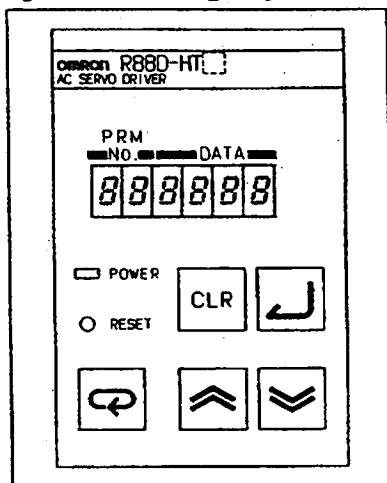 omron R88D-HT
AC SERVO DRIVER
PRM
No. DATA
888888
POWER
CLR
RESET